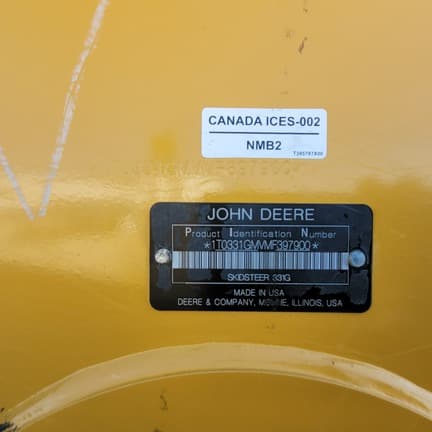 CANADA ICES-002
NMB2
JOHN DEERE
Product Identification Number
*1T0331GMVMF397900*
SKIDSTEER 331G
MADE IN USA
DEERE & COMPANY, MOLINE, ILLINOIS, USA